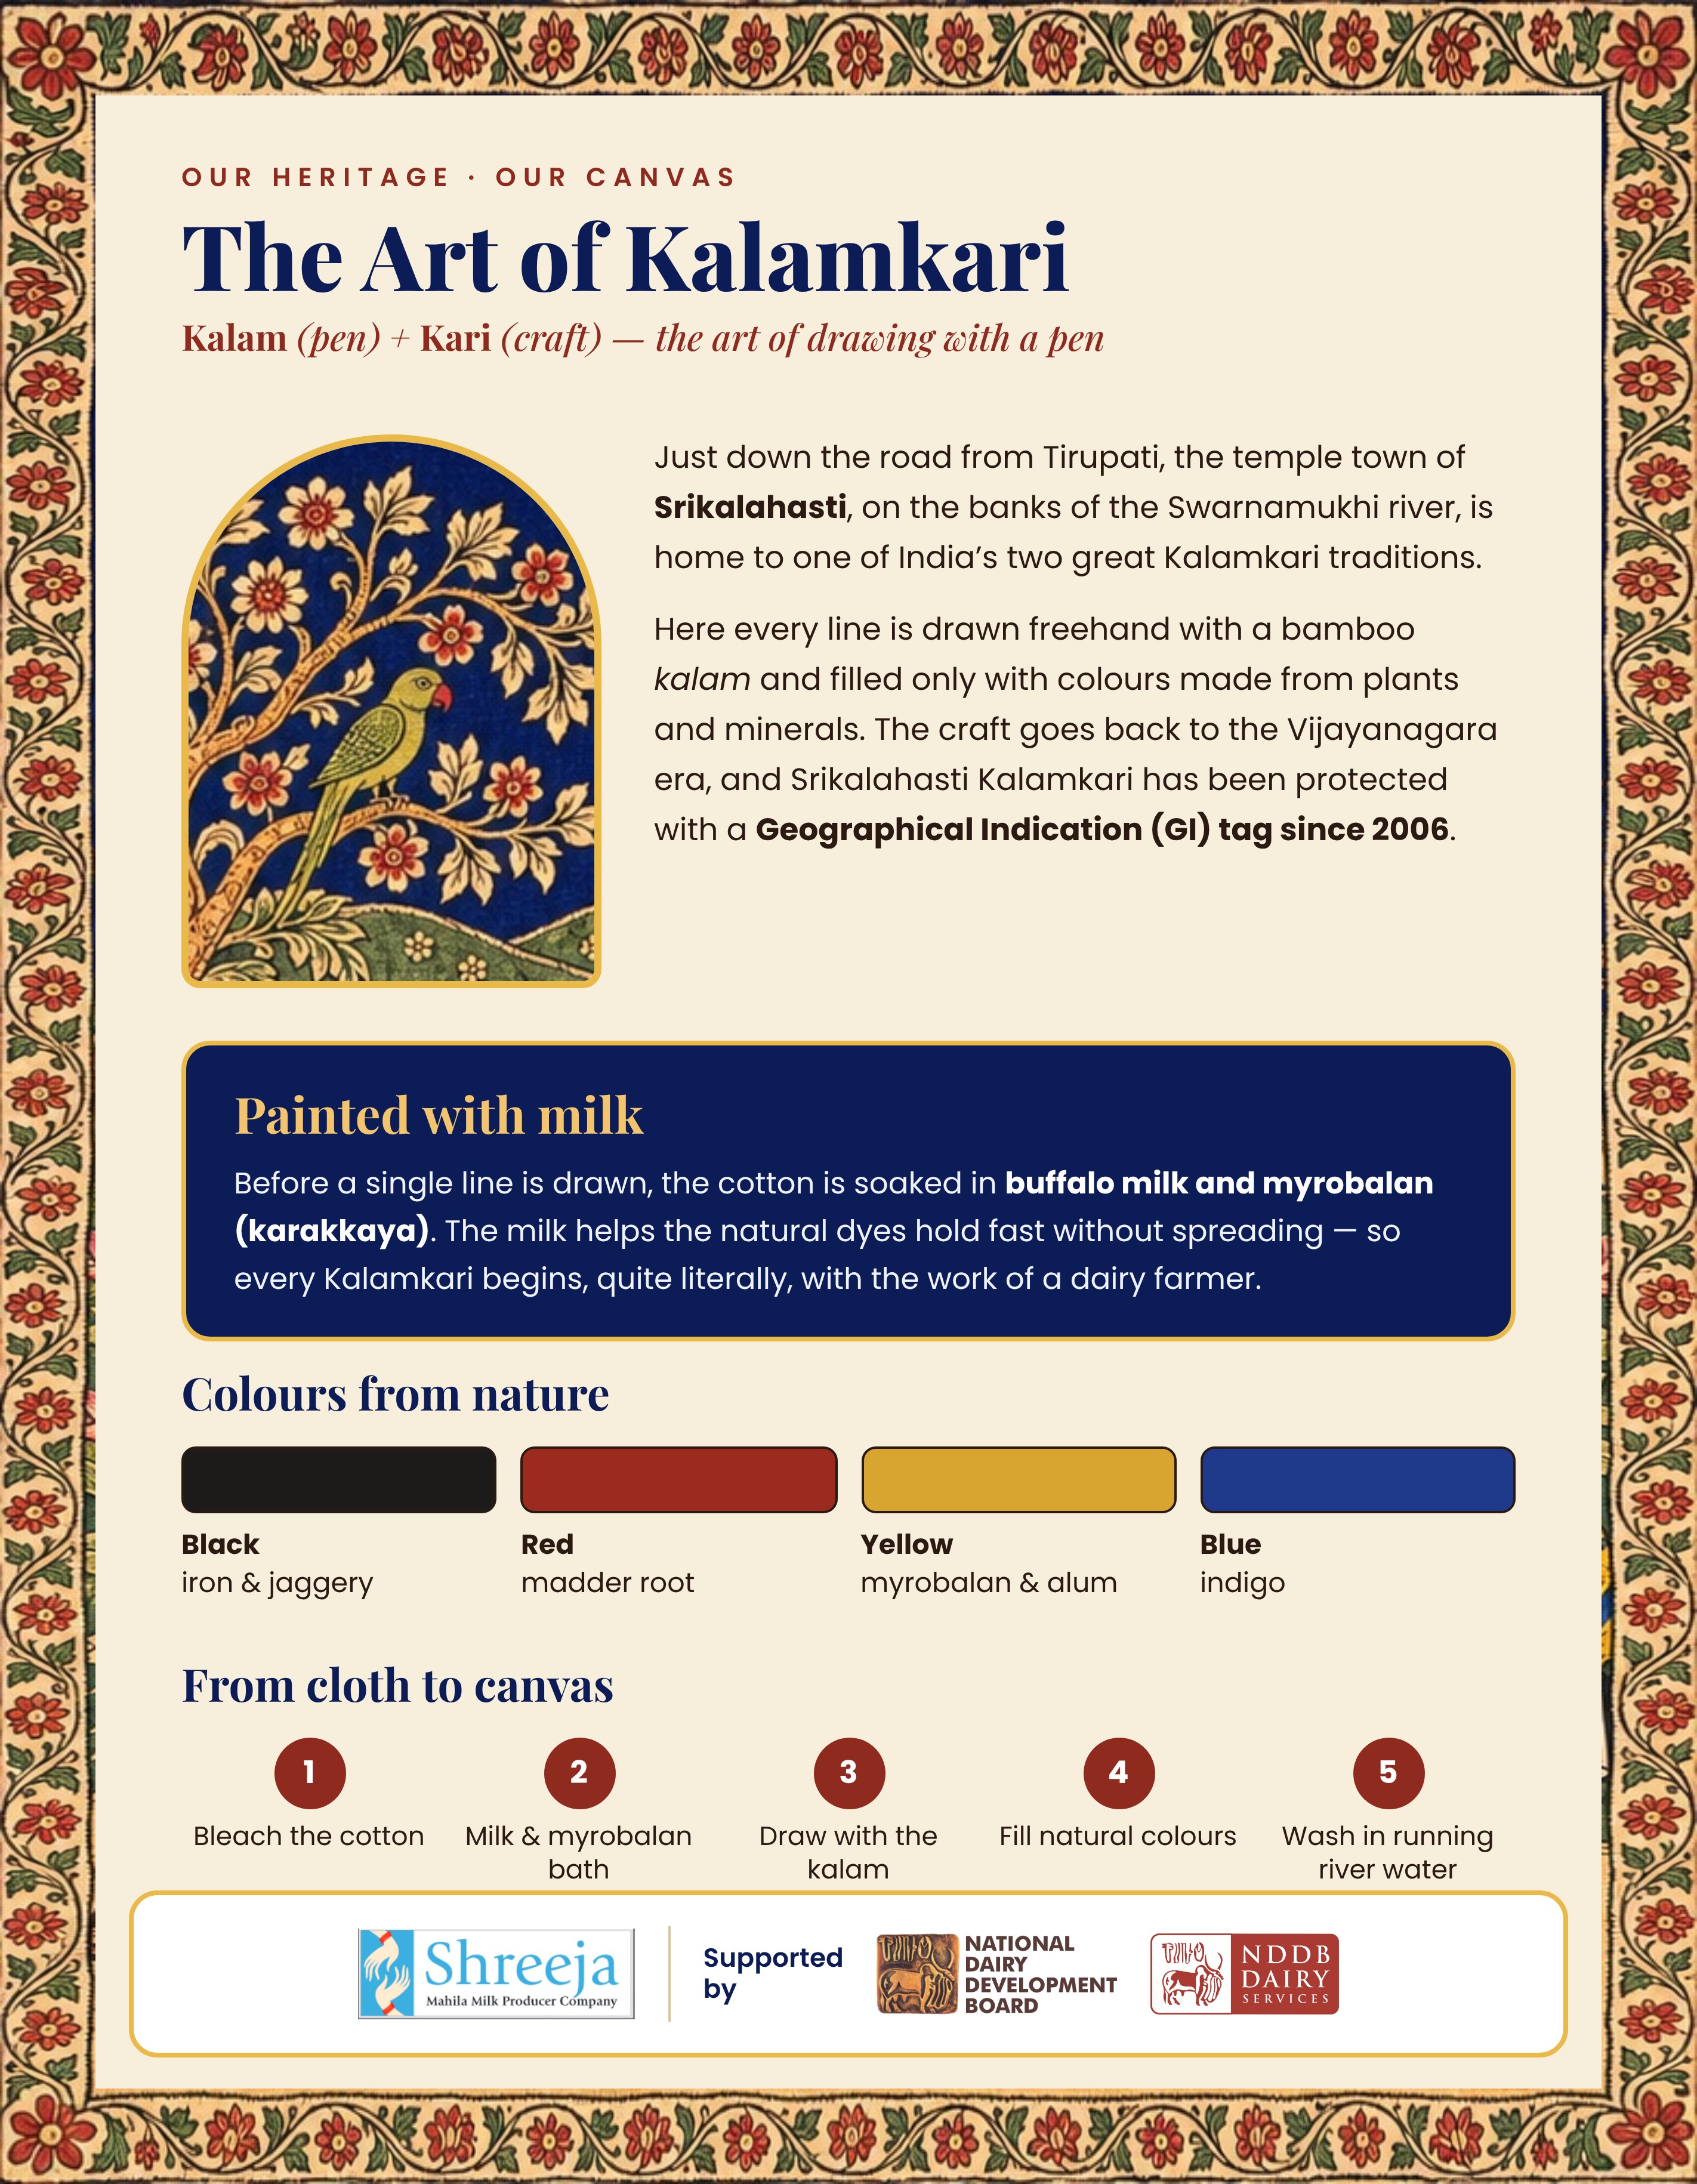 OUR HERITAGE · OUR CANVAS
The Art of Kalamkari
Kalam (pen) + Kari (craft) — the art of drawing with a pen
Just down the road from Tirupati, the temple town of
Srikalahasti, on the banks of the Swarnamukhi river, is
home to one of India’s two great Kalamkari traditions.
Here every line is drawn freehand with a bamboo
kalam and filled only with colours made from plants
and minerals. The craft goes back to the Vijayanagara
era, and Srikalahasti Kalamkari has been protected
with a Geographical Indication (GI) tag since 2006.
Painted with milk
Before a single line is drawn, the cotton is soaked in buffalo milk and myrobalan
(karakkaya). The milk helps the natural dyes hold fast without spreading — so
every Kalamkari begins, quite literally, with the work of a dairy farmer.
Colours from nature
Black
iron & jaggery
Red
madder root
Yellow
myrobalan & alum
Blue
indigo
From cloth to canvas
1
Bleach the cotton
2
Milk & myrobalan
bath
3
Draw with the
kalam
4
Fill natural colours
5
Wash in running
river water
Shreeja
Mahila Milk Producer Company
Supported
by
NATIONAL
DAIRY
DEVELOPMENT
BOARD
NDDB
DAIRY
SERVICES